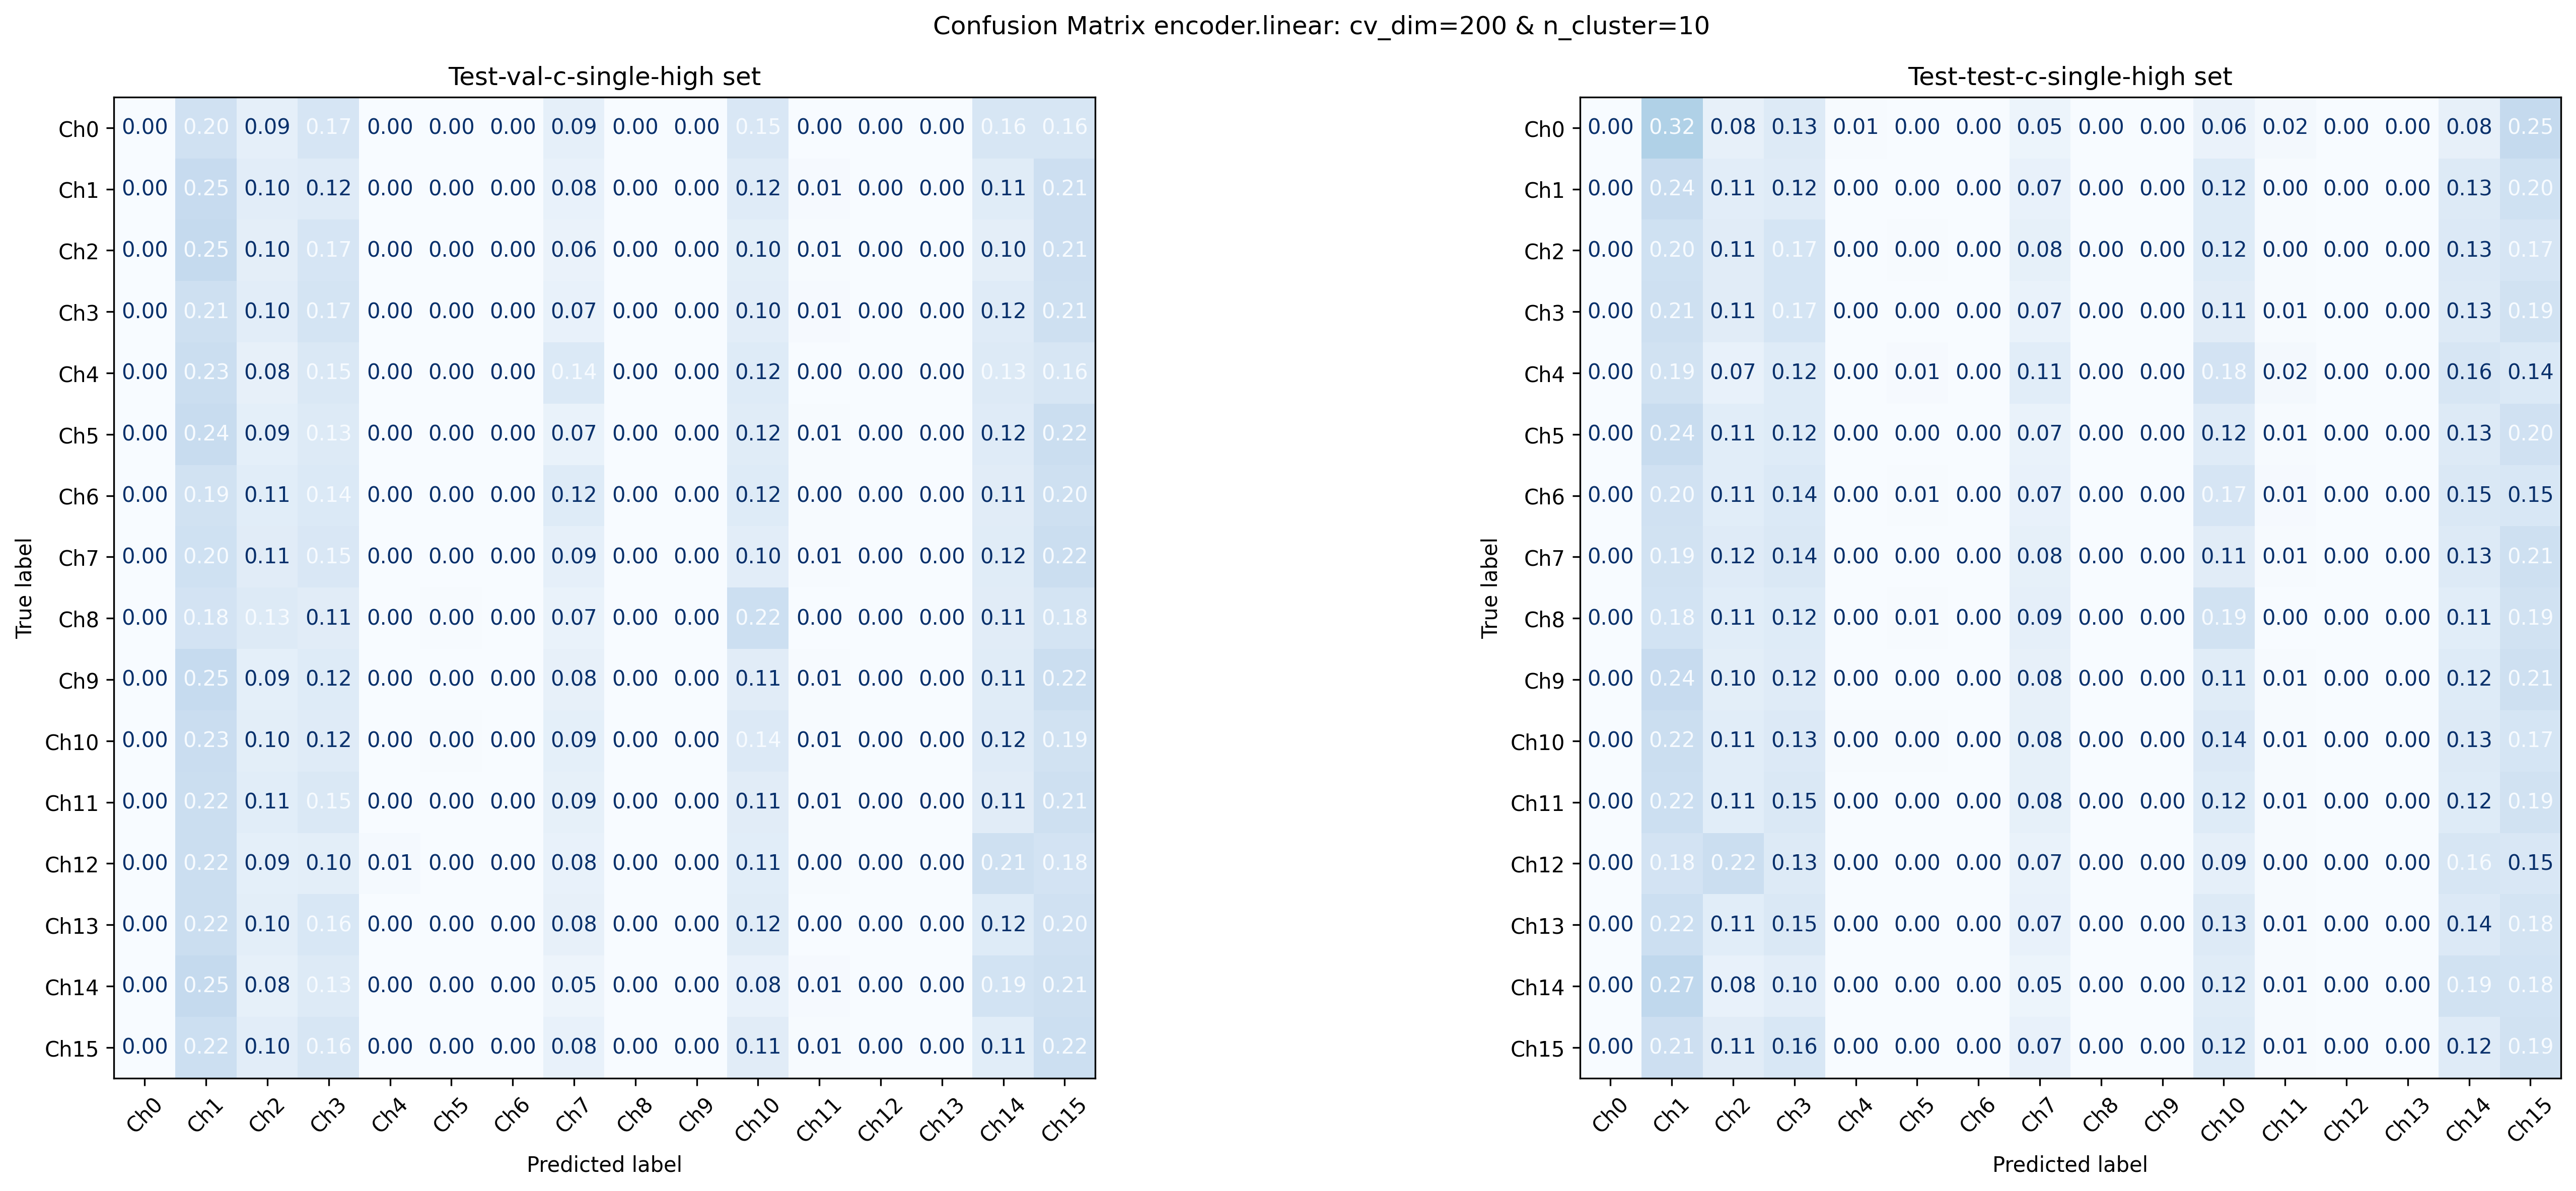 Confusion Matrix encoder.linear: cv_dim=200 & n_cluster=10
Test-val-c-single-high set
Ch0 0.00 0.20 0.09 0.17 0.00 0.00 0.00 0.09 0.00 0.00 0.15 0.00 0.00 0.00 0.16 0.16
Ch1 0.00 0.25 0.10 0.12 0.00 0.00 0.00 0.08 0.00 0.00 0.12 0.01 0.00 0.00 0.11 0.21
Ch2 0.00 0.25 0.10 0.17 0.00 0.00 0.00 0.06 0.00 0.00 0.10 0.01 0.00 0.00 0.10 0.21
Ch3 0.00 0.21 0.10 0.17 0.00 0.00 0.00 0.07 0.00 0.00 0.10 0.01 0.00 0.00 0.12 0.21
Ch4 0.00 0.23 0.08 0.15 0.00 0.00 0.00 0.14 0.00 0.00 0.12 0.00 0.00 0.00 0.13 0.16
Ch5 0.00 0.24 0.09 0.13 0.00 0.00 0.00 0.07 0.00 0.00 0.12 0.01 0.00 0.00 0.12 0.22
Ch6 0.00 0.19 0.11 0.14 0.00 0.00 0.00 0.12 0.00 0.00 0.12 0.00 0.00 0.00 0.11 0.20
Ch7 0.00 0.20 0.11 0.15 0.00 0.00 0.00 0.09 0.00 0.00 0.10 0.01 0.00 0.00 0.12 0.22
Ch8 0.00 0.18 0.13 0.11 0.00 0.00 0.00 0.07 0.00 0.00 0.22 0.00 0.00 0.00 0.11 0.18
Ch9 0.00 0.25 0.09 0.12 0.00 0.00 0.00 0.08 0.00 0.00 0.11 0.01 0.00 0.00 0.11 0.22
Ch10 0.00 0.23 0.10 0.12 0.00 0.00 0.00 0.09 0.00 0.00 0.14 0.01 0.00 0.00 0.12 0.19
Ch11 0.00 0.22 0.11 0.15 0.00 0.00 0.00 0.09 0.00 0.00 0.11 0.01 0.00 0.00 0.11 0.21
Ch12 0.00 0.22 0.09 0.10 0.01 0.00 0.00 0.08 0.00 0.00 0.11 0.00 0.00 0.00 0.21 0.18
Ch13 0.00 0.22 0.10 0.16 0.00 0.00 0.00 0.08 0.00 0.00 0.12 0.00 0.00 0.00 0.12 0.20
Ch14 0.00 0.25 0.08 0.13 0.00 0.00 0.00 0.05 0.00 0.00 0.08 0.01 0.00 0.00 0.19 0.21
Ch15 0.00 0.22 0.10 0.16 0.00 0.00 0.00 0.08 0.00 0.00 0.11 0.01 0.00 0.00 0.11 0.22
True label
Ch0 Ch1 Ch2 Ch3 Ch4 Ch5 Ch6 Ch7 Ch8 Ch9 Ch10 Ch11 Ch12 Ch13 Ch14 Ch15
Predicted label
Test-test-c-single-high set
Ch0 0.00 0.32 0.08 0.13 0.01 0.00 0.00 0.05 0.00 0.00 0.06 0.02 0.00 0.00 0.08 0.25
Ch1 0.00 0.24 0.11 0.12 0.00 0.00 0.00 0.07 0.00 0.00 0.12 0.00 0.00 0.00 0.13 0.20
Ch2 0.00 0.20 0.11 0.17 0.00 0.00 0.00 0.08 0.00 0.00 0.12 0.00 0.00 0.00 0.13 0.17
Ch3 0.00 0.21 0.11 0.17 0.00 0.00 0.00 0.07 0.00 0.00 0.11 0.01 0.00 0.00 0.13 0.19
Ch4 0.00 0.19 0.07 0.12 0.00 0.01 0.00 0.11 0.00 0.00 0.18 0.02 0.00 0.00 0.16 0.14
Ch5 0.00 0.24 0.11 0.12 0.00 0.00 0.00 0.07 0.00 0.00 0.12 0.01 0.00 0.00 0.13 0.20
Ch6 0.00 0.20 0.11 0.14 0.00 0.01 0.00 0.07 0.00 0.00 0.17 0.01 0.00 0.00 0.15 0.15
Ch7 0.00 0.19 0.12 0.14 0.00 0.00 0.00 0.08 0.00 0.00 0.11 0.01 0.00 0.00 0.13 0.21
Ch8 0.00 0.18 0.11 0.12 0.00 0.01 0.00 0.09 0.00 0.00 0.19 0.00 0.00 0.00 0.11 0.19
Ch9 0.00 0.24 0.10 0.12 0.00 0.00 0.00 0.08 0.00 0.00 0.11 0.01 0.00 0.00 0.12 0.21
Ch10 0.00 0.22 0.11 0.13 0.00 0.00 0.00 0.08 0.00 0.00 0.14 0.01 0.00 0.00 0.13 0.17
Ch11 0.00 0.22 0.11 0.15 0.00 0.00 0.00 0.08 0.00 0.00 0.12 0.01 0.00 0.00 0.12 0.19
Ch12 0.00 0.18 0.22 0.13 0.00 0.00 0.00 0.07 0.00 0.00 0.09 0.00 0.00 0.00 0.16 0.15
Ch13 0.00 0.22 0.11 0.15 0.00 0.00 0.00 0.07 0.00 0.00 0.13 0.01 0.00 0.00 0.14 0.18
Ch14 0.00 0.27 0.08 0.10 0.00 0.00 0.00 0.05 0.00 0.00 0.12 0.01 0.00 0.00 0.19 0.18
Ch15 0.00 0.21 0.11 0.16 0.00 0.00 0.00 0.07 0.00 0.00 0.12 0.01 0.00 0.00 0.12 0.19
True label
Ch0 Ch1 Ch2 Ch3 Ch4 Ch5 Ch6 Ch7 Ch8 Ch9 Ch10 Ch11 Ch12 Ch13 Ch14 Ch15
Predicted label